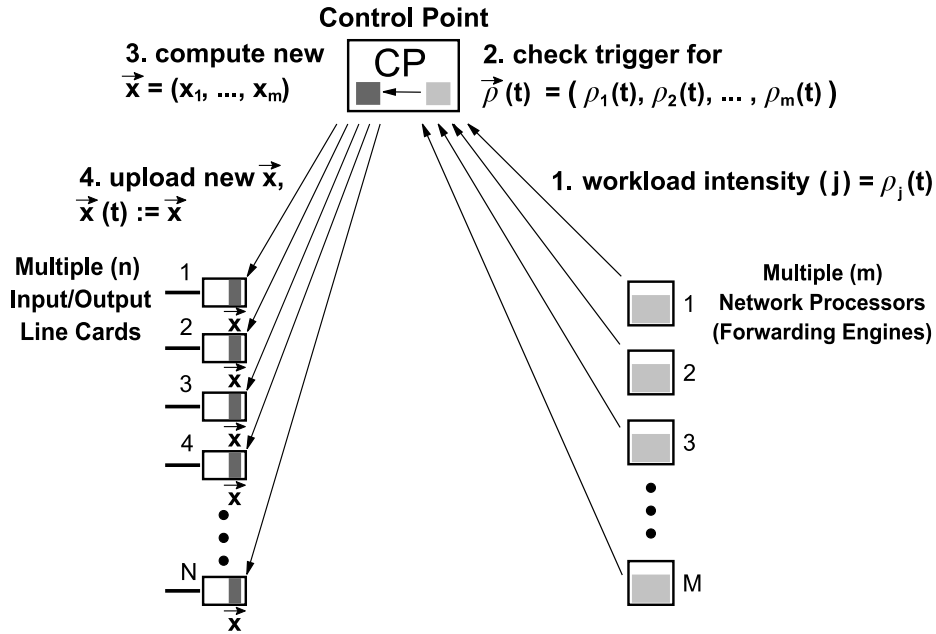 Control Point
CP
3. compute new
x⃗ = (x₁, ..., xₘ)
2. check trigger for
ρ⃗ (t) = ( ρ₁(t), ρ₂(t), ... , ρₘ(t) )
4. upload new x⃗,
x⃗ (t) := x⃗
1. workload intensity ( j ) = ρⱼ(t)
Multiple (n)
Input/Output
Line Cards
1
x⃗
2
x⃗
3
x⃗
4
x⃗
N
x⃗
1
2
3
M
Multiple (m)
Network Processors
(Forwarding Engines)